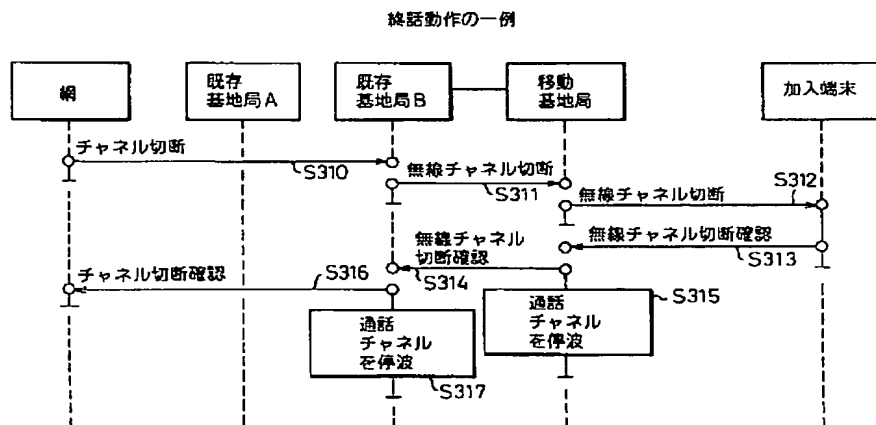 終話動作の一例
網
既存
基地局A
既存
基地局B
移動
基地局
加入端末
チャネル切断
S310
無線チャネル切断
S311
無線チャネル切断
S312
無線チャネル切断確認
S313
無線チャネル
切断確認
S314
チャネル切断確認
S316
通話
チャネル
を停波
S315
通話
チャネル
を停波
S317